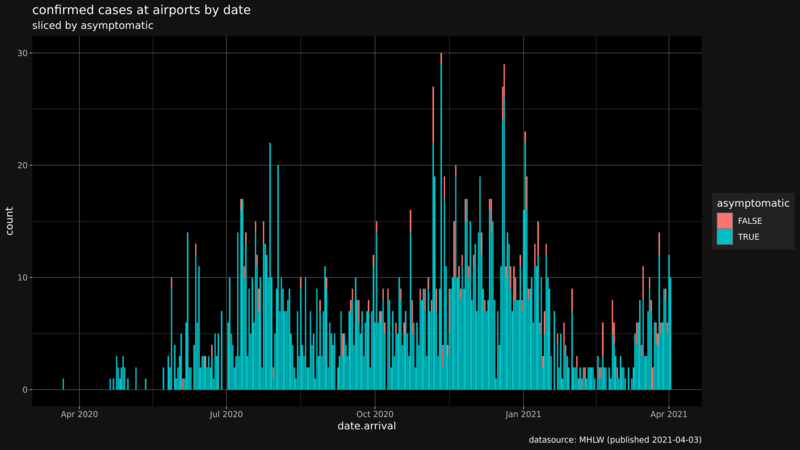 confirmed cases at airports by date
sliced by asymptomatic
30
20
10
0
count
Apr 2020
Jul 2020
Oct 2020
Jan 2021
Apr 2021
date.arrival
asymptomatic
FALSE
TRUE
datasource: MHLW (published 2021-04-03)